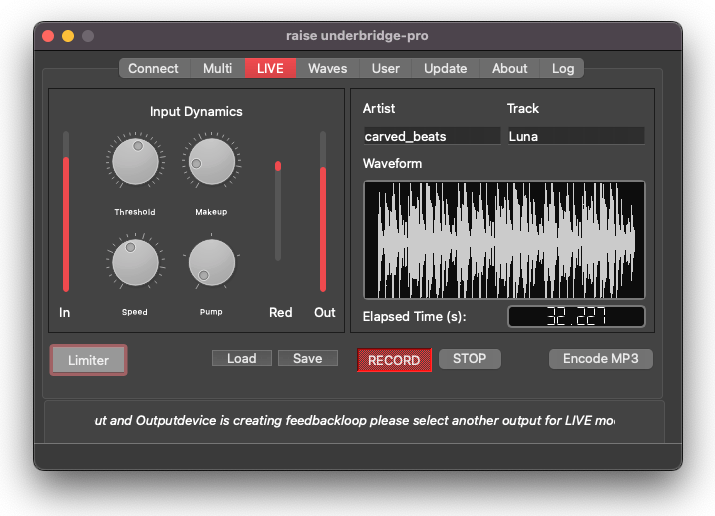 raise underbridge-pro
Connect Multi LIVE Waves User Update About Log
Input Dynamics
Threshold Makeup
Speed Pump
In Red Out
Artist Track
carved_beats Luna
Waveform
Elapsed Time (s): 32.227
Limiter Load Save RECORD STOP Encode MP3
ut and Outputdevice is creating feedbackloop please select another output for LIVE